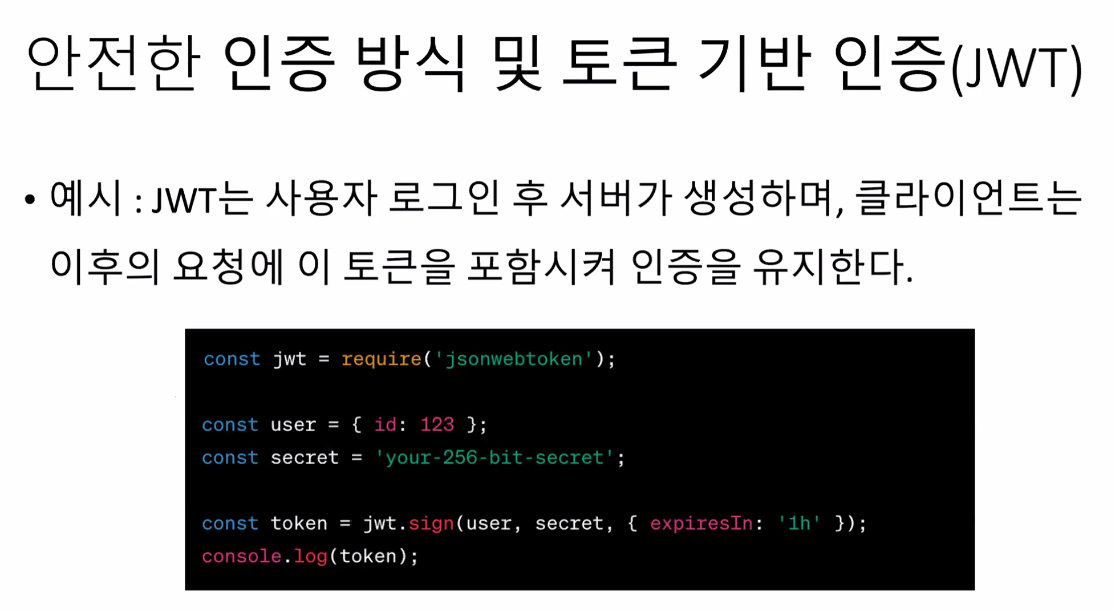 안전한 인증 방식 및 토큰 기반 인증(JWT)
• 예시 : JWT는 사용자 로그인 후 서버가 생성하며, 클라이언트는
이후의 요청에 이 토큰을 포함시켜 인증을 유지한다.
const jwt = require('jsonwebtoken');
const user = { id: 123 };
const secret = 'your-256-bit-secret';
const token = jwt.sign(user, secret, { expiresIn: '1h' });
console.log(token);